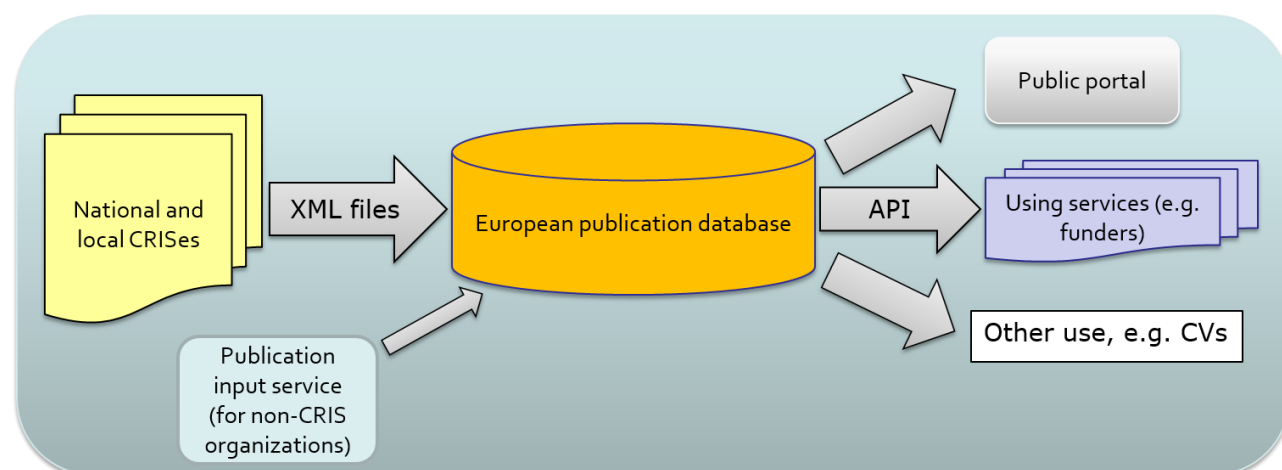 National and
local CRISes
XML files
Publication
input service
(for non-CRIS
organizations)
European publication database
Public portal
API
Using services (e.g.
funders)
Other use, e.g. CVs